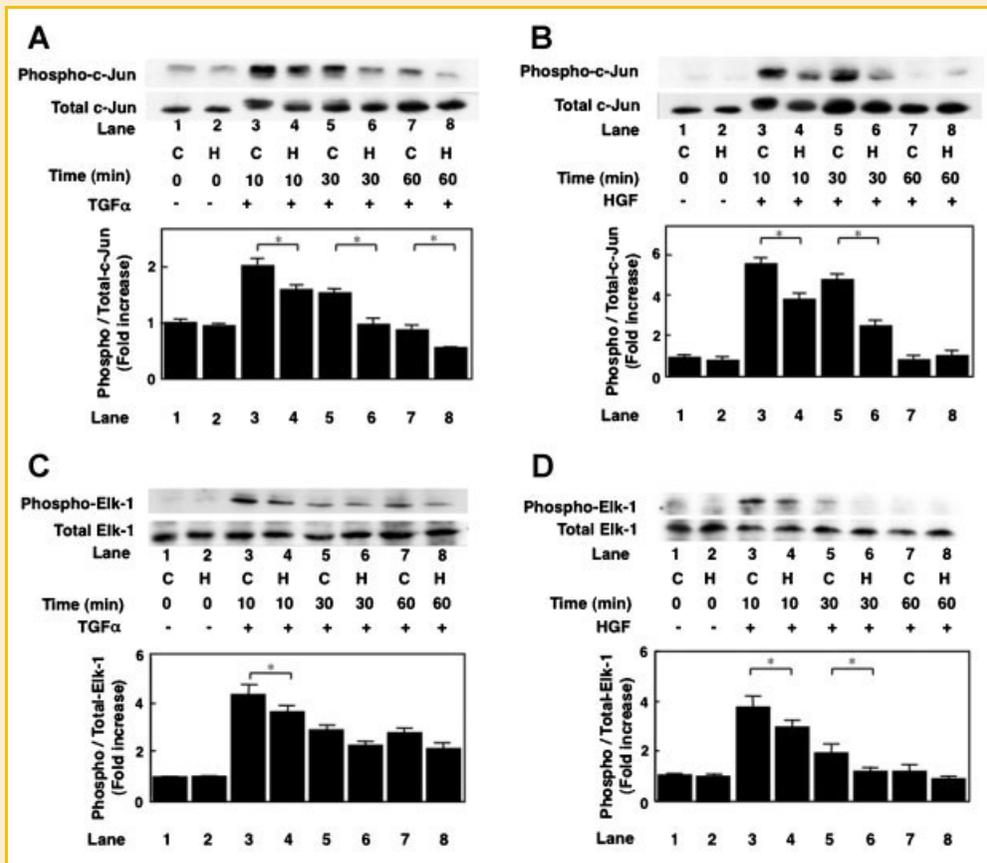 A
Phospho-c-Jun
Total c-Jun
Lane 1 2 3 4 5 6 7 8
C H C H C H C H
Time (min) 0 0 10 10 30 30 60 60
TGFα - - + + + + + +
Phospho / Total-c-Jun
(Fold increase)
2
1
0
* * *
Lane 1 2 3 4 5 6 7 8
B
Phospho-c-Jun
Total c-Jun
Lane 1 2 3 4 5 6 7 8
C H C H C H C H
Time (min) 0 0 10 10 30 30 60 60
HGF - - + + + + + +
Phospho / Total-c-Jun
(Fold increase)
6
4
2
0
* *
Lane 1 2 3 4 5 6 7 8
C
Phospho-Elk-1
Total Elk-1
Lane 1 2 3 4 5 6 7 8
C H C H C H C H
Time (min) 0 0 10 10 30 30 60 60
TGFα - - + + + + + +
Phospho / Total-Elk-1
(Fold increase)
6
4
2
0
*
Lane 1 2 3 4 5 6 7 8
D
Phospho-Elk-1
Total Elk-1
Lane 1 2 3 4 5 6 7 8
C H C H C H C H
Time (min) 0 0 10 10 30 30 60 60
HGF - - + + + + + +
Phospho / Total-Elk-1
(Fold increase)
6
4
2
0
* *
Lane 1 2 3 4 5 6 7 8